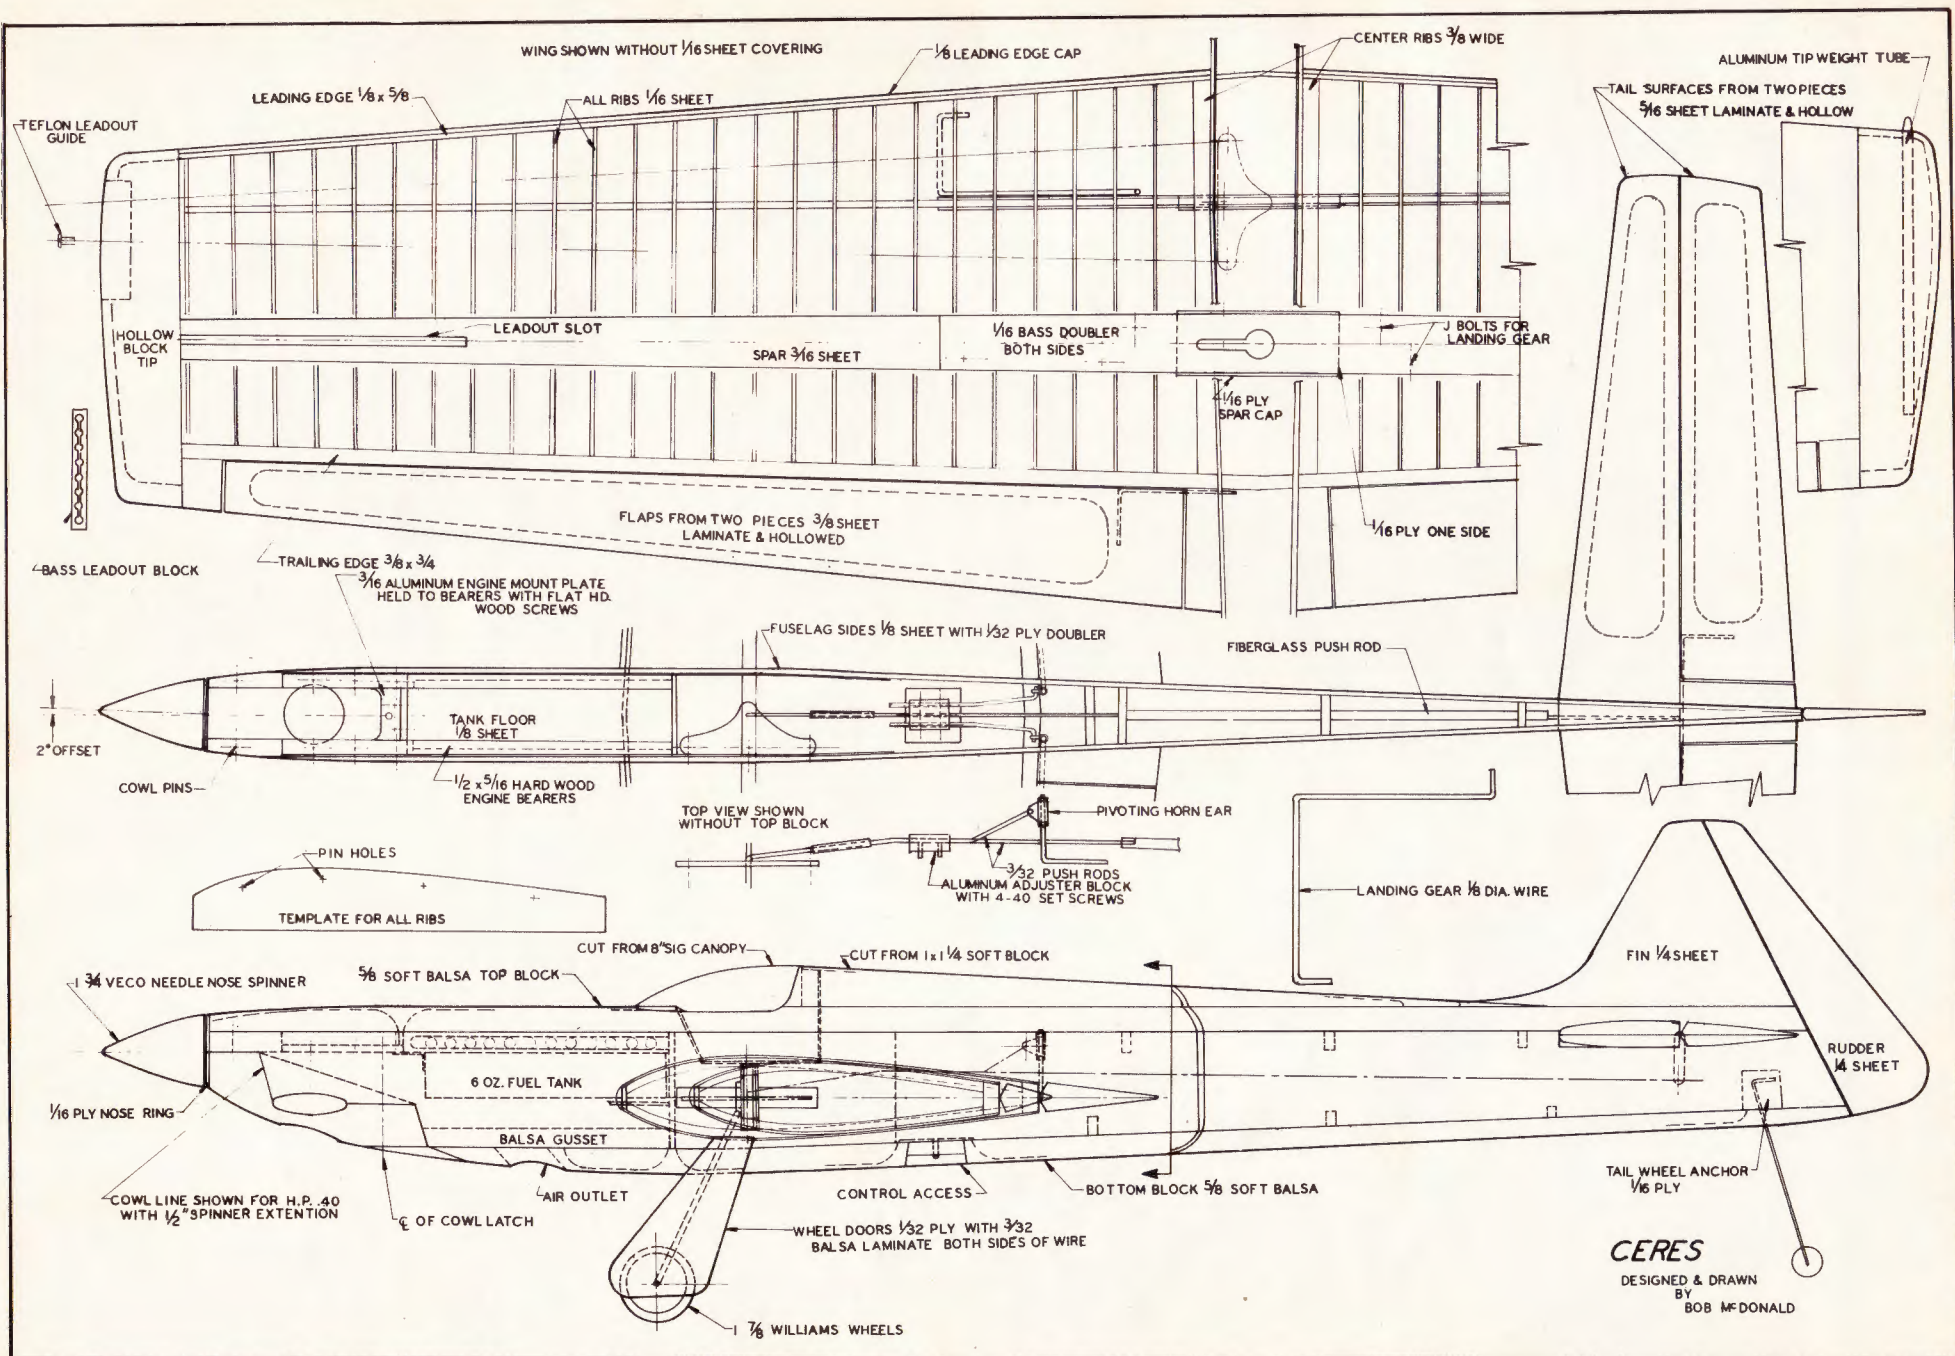 WING SHOWN WITHOUT 1/16 SHEET COVERING
1/8 LEADING EDGE CAP
CENTER RIBS 3/8 WIDE
ALUMINUM TIP WEIGHT TUBE
LEADING EDGE 1/8 x 5/8
ALL RIBS 1/16 SHEET
TAIL SURFACES FROM TWO PIECES
5/16 SHEET LAMINATE & HOLLOW
TEFLON LEADOUT
GUIDE
HOLLOW
BLOCK
TIP
LEADOUT SLOT
SPAR 3/16 SHEET
1/16 BASS DOUBLER
BOTH SIDES
J BOLTS FOR
LANDING GEAR
1/16 PLY
SPAR CAP
FLAPS FROM TWO PIECES 3/8 SHEET
LAMINATE & HOLLOWED
1/16 PLY ONE SIDE
BASS LEADOUT BLOCK
TRAILING EDGE 3/8 x 3/4
3/16 ALUMINUM ENGINE MOUNT PLATE
HELD TO BEARERS WITH FLAT HD.
WOOD SCREWS
FUSELAG SIDES 1/8 SHEET WITH 1/32 PLY DOUBLER
FIBERGLASS PUSH ROD
TANK FLOOR
1/8 SHEET
2° OFFSET
COWL PINS
1/2 x 5/16 HARD WOOD
ENGINE BEARERS
TOP VIEW SHOWN
WITHOUT TOP BLOCK
PIVOTING HORN EAR
PIN HOLES
3/32 PUSH RODS
ALUMINUM ADJUSTER BLOCK
WITH 4-40 SET SCREWS
LANDING GEAR 1/8 DIA. WIRE
TEMPLATE FOR ALL RIBS
CUT FROM 8" SIG CANOPY
CUT FROM 1 x 1 1/4 SOFT BLOCK
FIN 1/4 SHEET
1 3/4 VECO NEEDLE NOSE SPINNER
5/8 SOFT BALSA TOP BLOCK
RUDDER
1/4 SHEET
6 OZ. FUEL TANK
1/16 PLY NOSE RING
BALSA GUSSET
TAIL WHEEL ANCHOR
1/16 PLY
COWL LINE SHOWN FOR H.P. .40
WITH 1/2" SPINNER EXTENTION
AIR OUTLET
CONTROL ACCESS
BOTTOM BLOCK 5/8 SOFT BALSA
℄ OF COWL LATCH
WHEEL DOORS 1/32 PLY WITH 3/32
BALSA LAMINATE BOTH SIDES OF WIRE
CERES
DESIGNED & DRAWN
BY
BOB McDONALD
1 7/8 WILLIAMS WHEELS